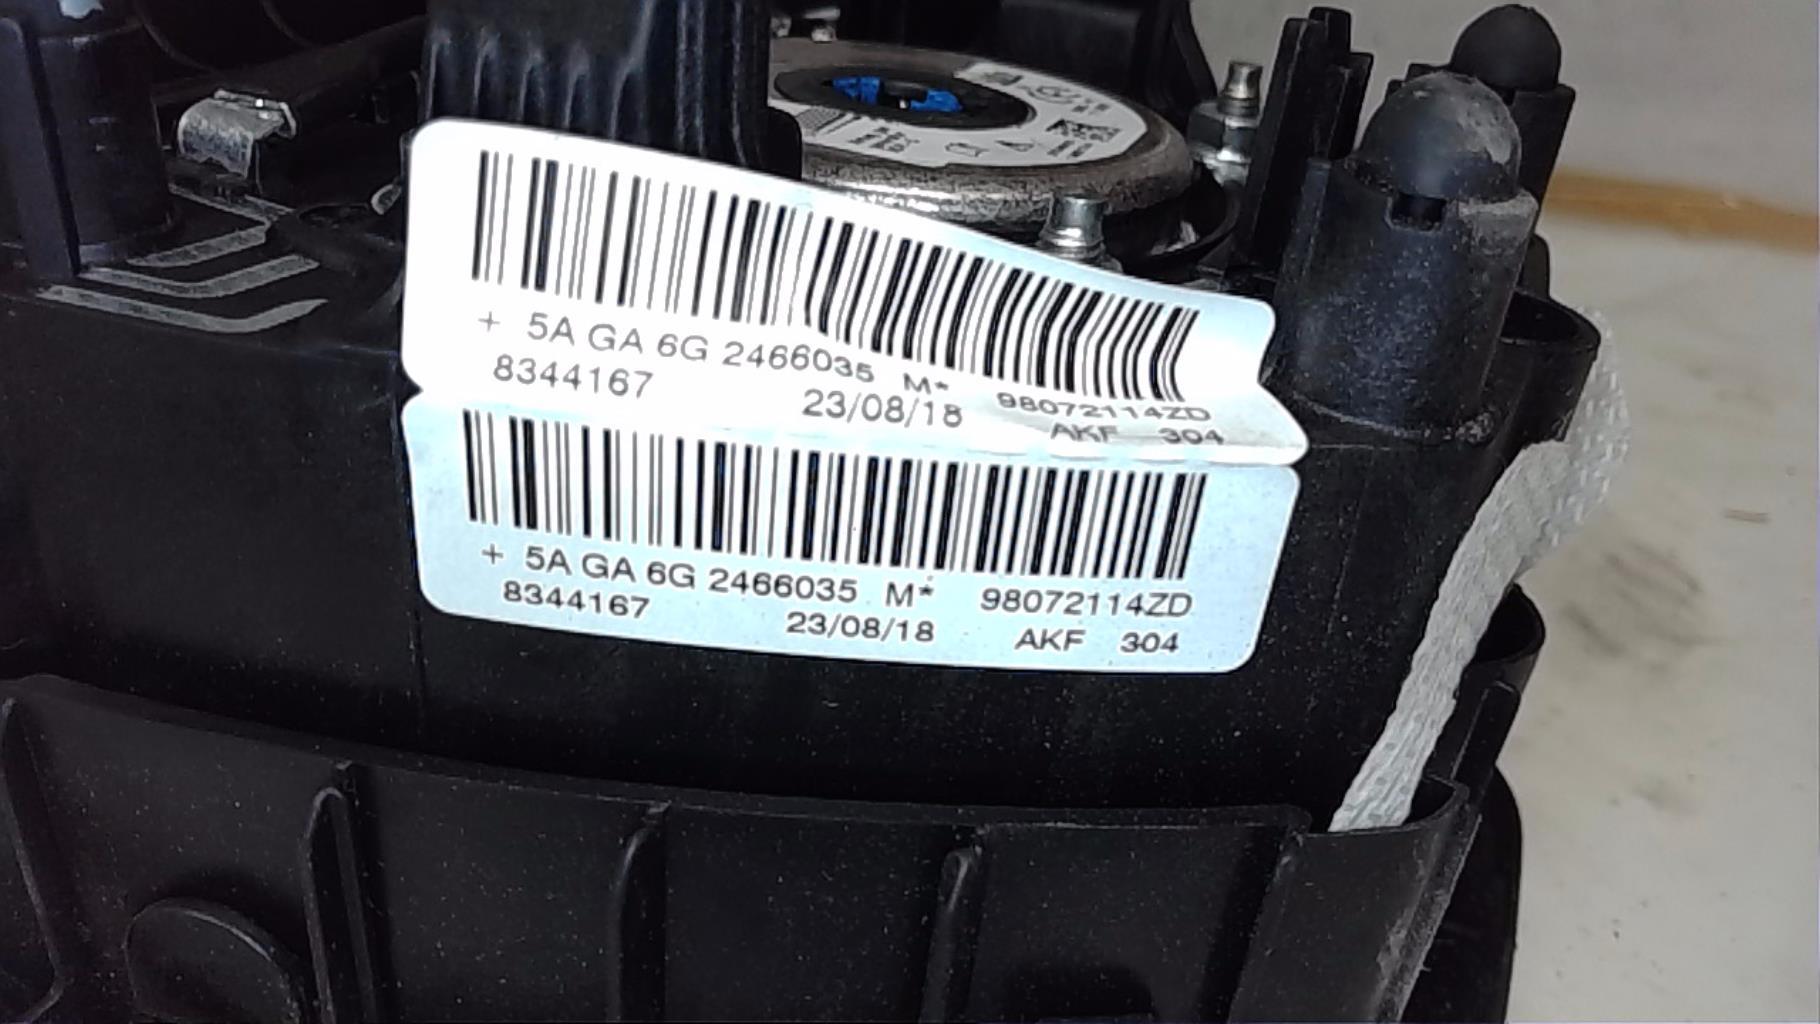 + 5A GA 6G 2466035 M* 98072114ZD
8344167 23/08/18 AKF 304
+ 5A GA 6G 2466035 M* 98072114ZD
8344167 23/08/18 AKF 304